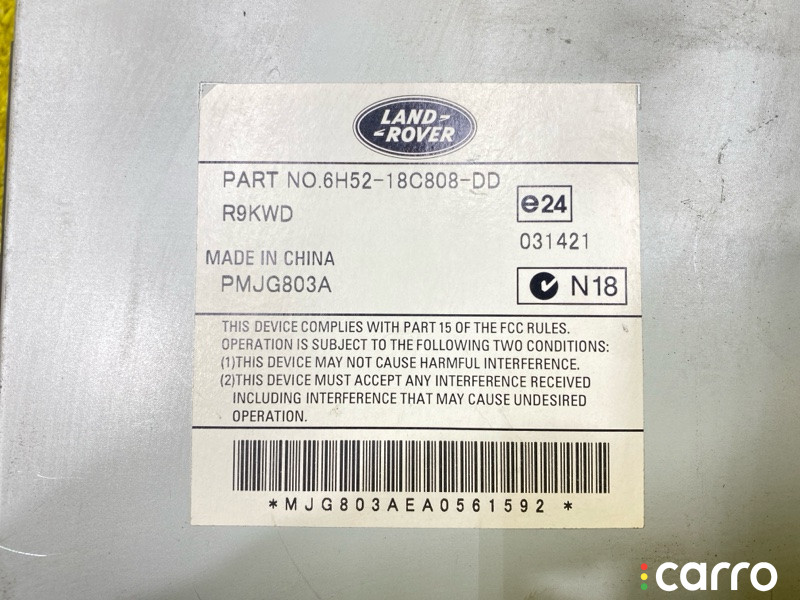 LAND-
-ROVER
PART NO.6H52-18C808-DD
R9KWD
e24
031421
MADE IN CHINA
PMJG803A
N18
THIS DEVICE COMPLIES WITH PART 15 OF THE FCC RULES.
OPERATION IS SUBJECT TO THE FOLLOWING TWO CONDITIONS:
(1)THIS DEVICE MAY NOT CAUSE HARMFUL INTERFERENCE.
(2)THIS DEVICE MUST ACCEPT ANY INTERFERENCE RECEIVED
INCLUDING INTERFERENCE THAT MAY CAUSE UNDESIRED
OPERATION.
*MJG803AEA0561592 *
carro